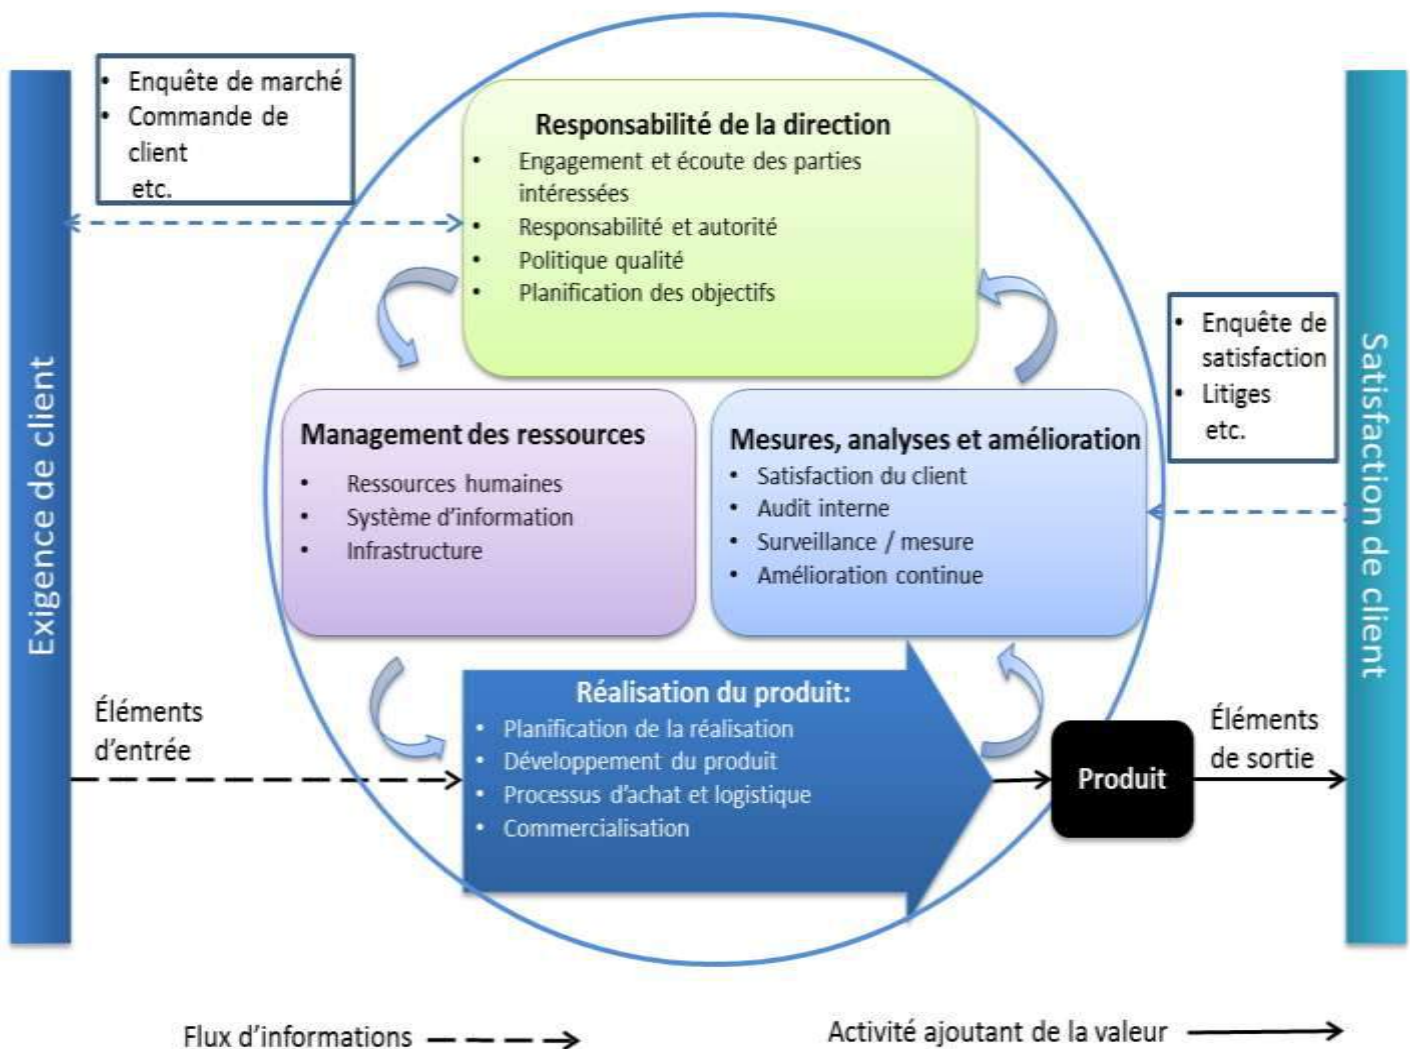 • Enquête de marché
• Commande de
client
etc.
Responsabilité de la direction
• Engagement et écoute des parties
intéressées
• Responsabilité et autorité
• Politique qualité
• Planification des objectifs
Exigence de client
Management des ressources
• Ressources humaines
• Système d'information
• Infrastructure
Mesures, analyses et amélioration
• Satisfaction du client
• Audit interne
• Surveillance / mesure
• Amélioration continue
• Enquête de
satisfaction
• Litiges
etc.
Satisfaction de client
Éléments
d'entrée
Réalisation du produit:
• Planification de la réalisation
• Développement du produit
• Processus d'achat et logistique
• Commercialisation
Produit
Éléments
de sortie
Flux d'informations
Activité ajoutant de la valeur